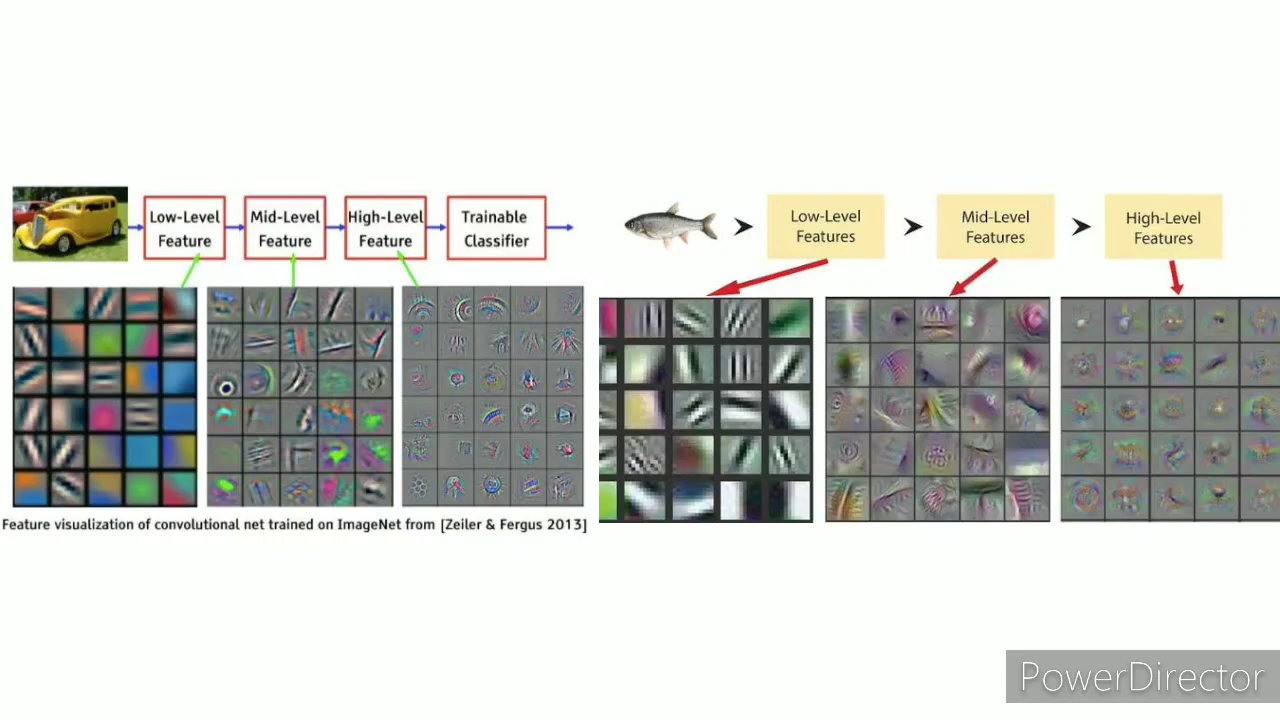 Low-Level
Feature
Mid-Level
Feature
High-Level
Feature
Trainable
Classifier
Feature visualization of convolutional net trained on ImageNet from [Zeiler & Fergus 2013]
Low-Level
Features
Mid-Level
Features
High-Level
Features
PowerDirector